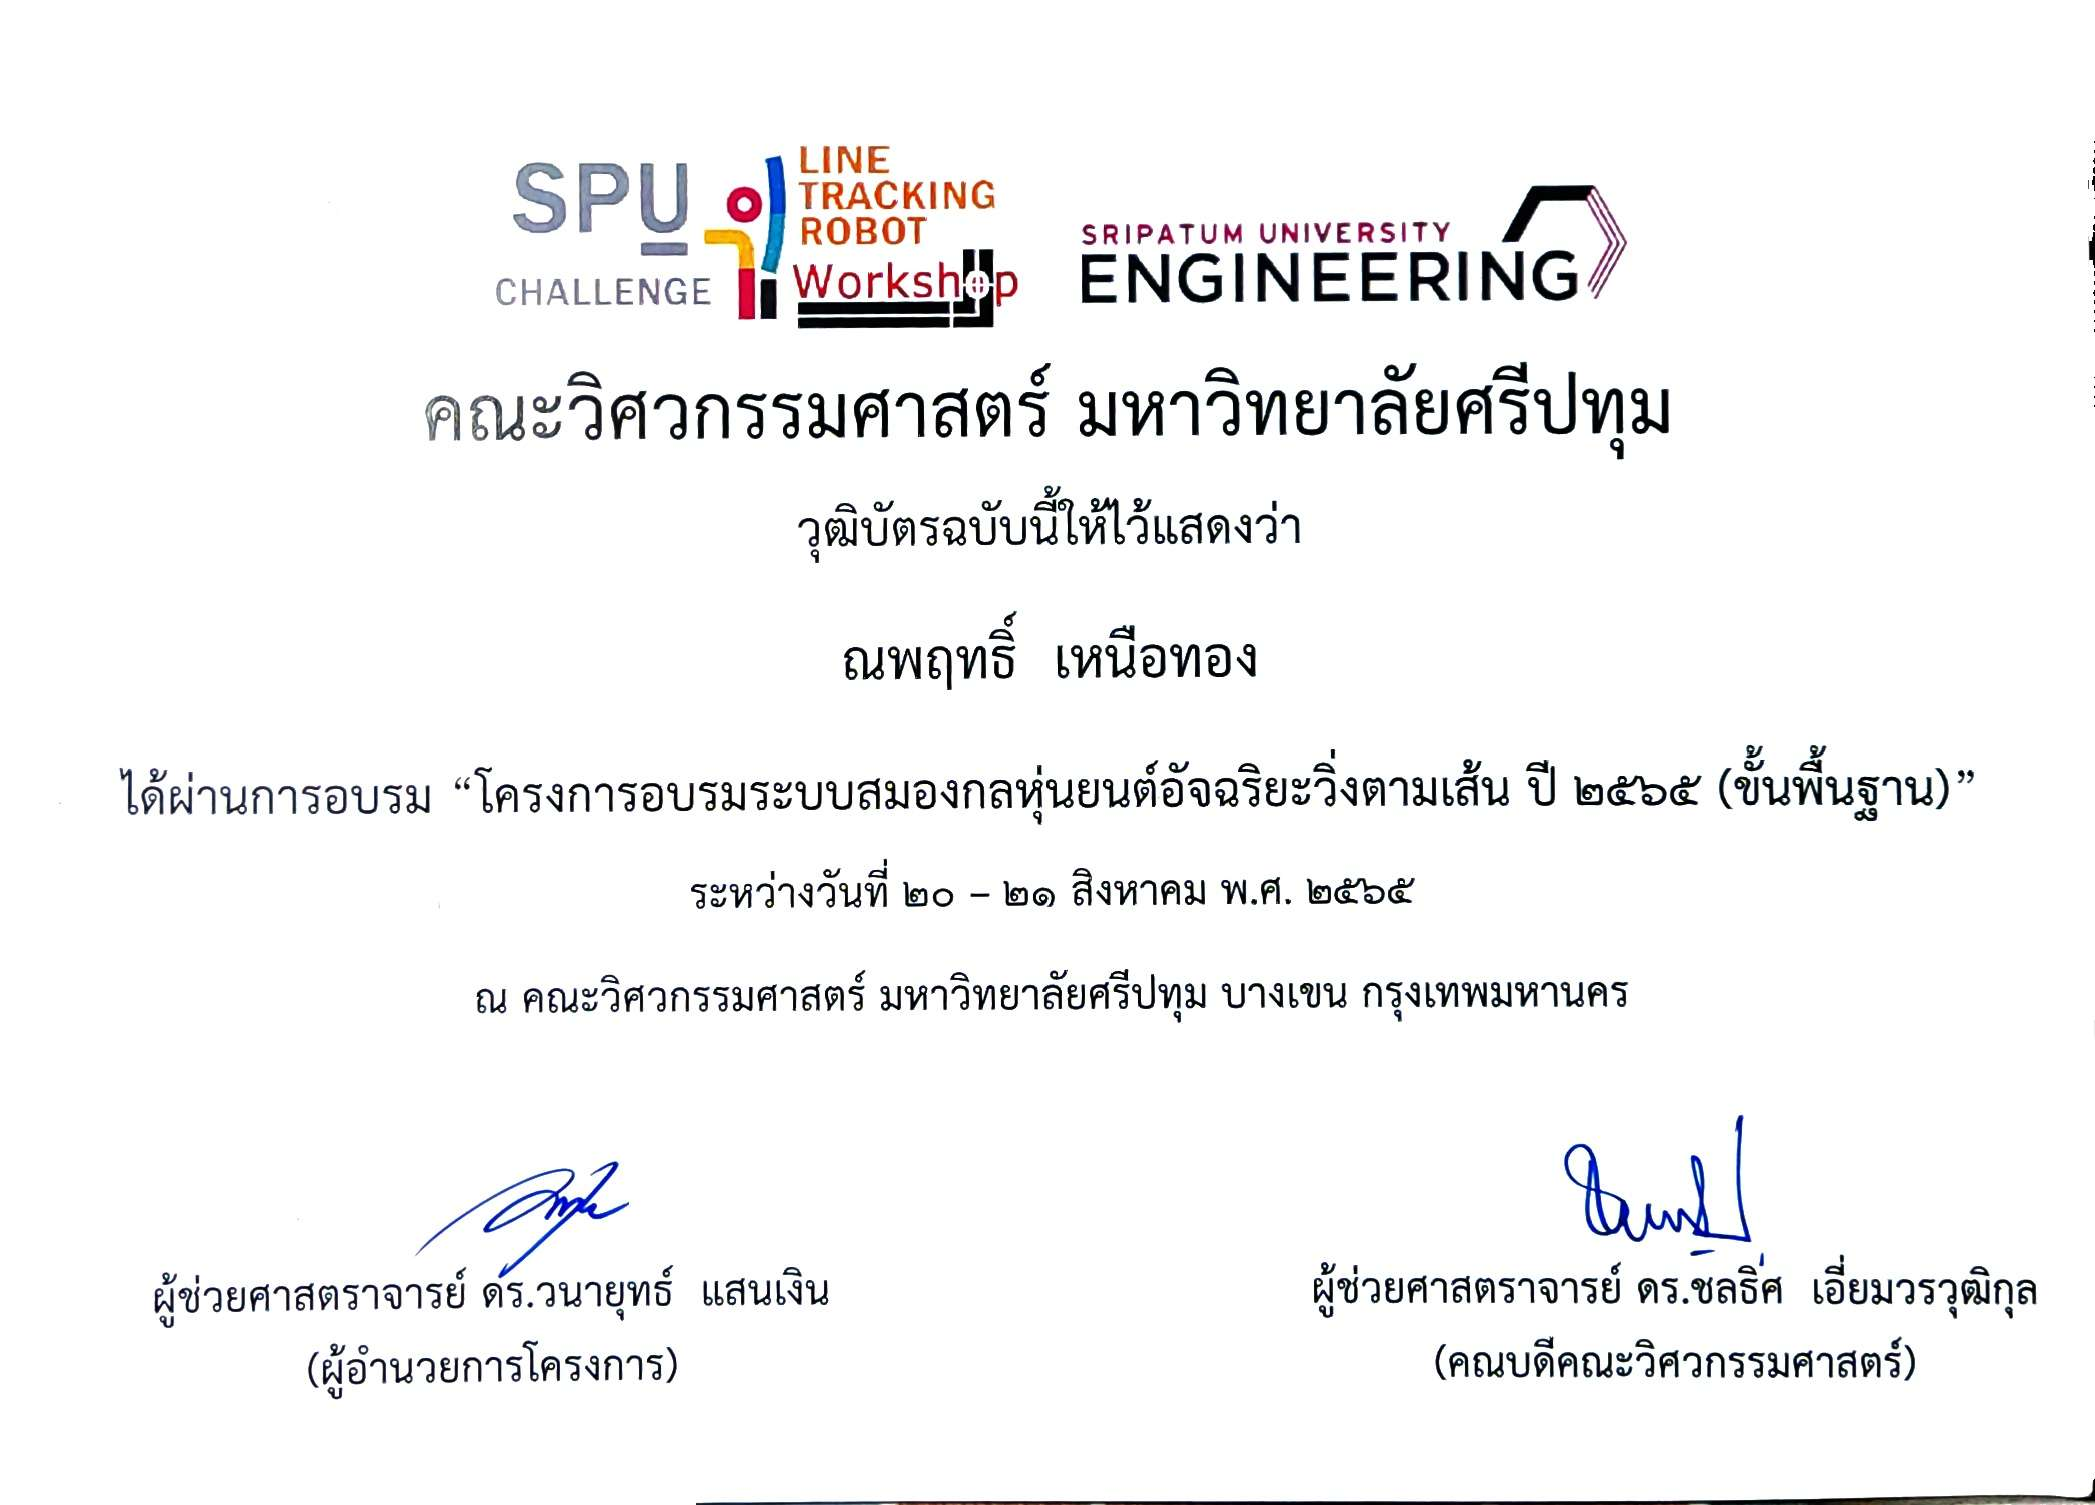 SPU CHALLENGE
LINE
TRACKING
ROBOT
Workshop
SRIPATUM UNIVERSITY
ENGINEERING
คณะวิศวกรรมศาสตร์ มหาวิทยาลัยศรีปทุม
วุฒิบัตรฉบับนี้ให้ไว้แสดงว่า
ณพฤทธิ์ เหนือทอง
ได้ผ่านการอบรม “โครงการอบรมระบบสมองกลหุ่นยนต์อัจฉริยะวิ่งตามเส้น ปี ๒๕๖๕ (ขั้นพื้นฐาน)”
ระหว่างวันที่ ๒๐ – ๒๑ สิงหาคม พ.ศ. ๒๕๖๕
ณ คณะวิศวกรรมศาสตร์ มหาวิทยาลัยศรีปทุม บางเขน กรุงเทพมหานคร
ผู้ช่วยศาสตราจารย์ ดร.วนายุทธ์ แสนเงิน
(ผู้อำนวยการโครงการ)
ผู้ช่วยศาสตราจารย์ ดร.ชลธิศ เอี่ยมวรวุฒิกุล
(คณบดีคณะวิศวกรรมศาสตร์)